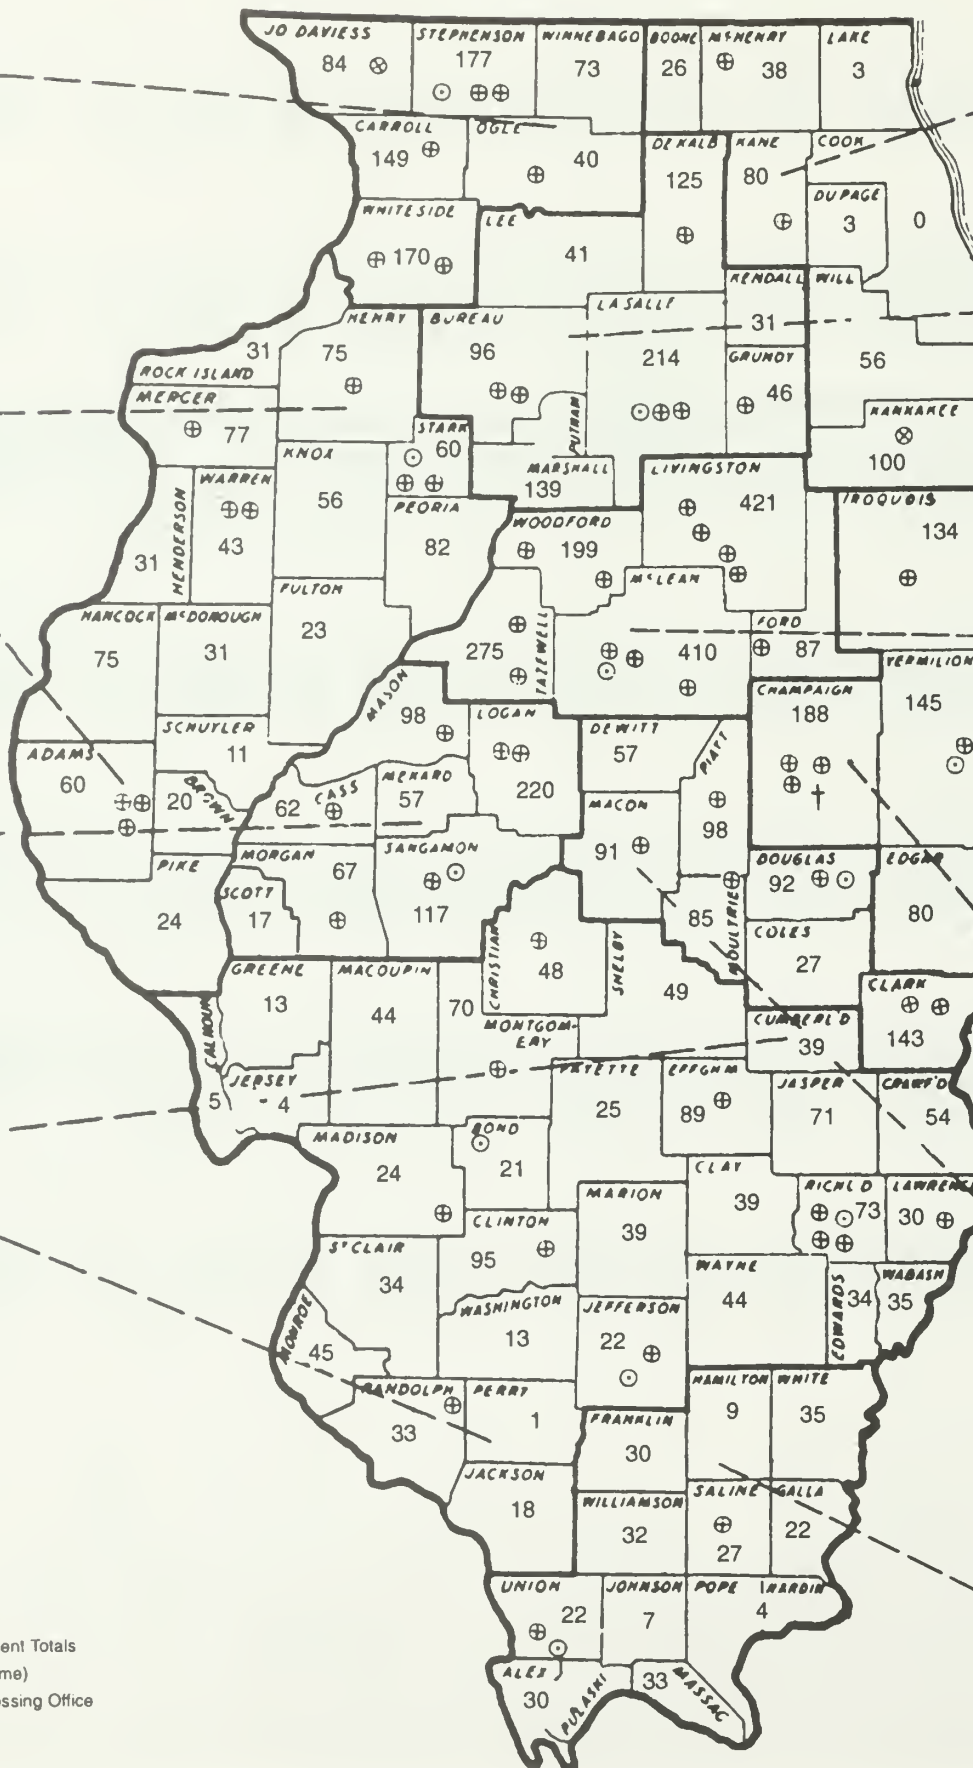 JO DAVIESS
84
STEPHENSON
177
WINNEBAGO
73
BOONE
26
McHENRY
38
LAKE
3
CARROLL
149
OGLE
40
DE KALB
125
KANE
80
COOK
0
DU PAGE
3
WHITESIDE
170
LEE
41
KENDALL
31
WILL
56
ROCK ISLAND
31
HENRY
75
BUREAU
96
LA SALLE
214
GRUNDY
46
MERCER
77
STARK
60
PUTNAM
KANKAKEE
100
KNOX
56
MARSHALL
139
LIVINGSTON
421
IROQUOIS
134
WARREN
43
HENDERSON
31
PEORIA
82
WOODFORD
199
McLEAN
410
FORD
87
HANCOCK
75
McDONOUGH
31
FULTON
23
TAZEWELL
275
VERMILION
145
MASON
98
LOGAN
220
DEWITT
57
PIATT
98
CHAMPAIGN
188
†
SCHUYLER
11
ADAMS
60
BROWN
20
CASS
62
MENARD
57
MACON
91
PIKE
24
MORGAN
67
SCOTT
17
SANGAMON
117
DOUGLAS
92
EDGAR
80
MOULTRIE
85
COLES
27
CHRISTIAN
48
SHELBY
49
GREENE
13
MACOUPIN
44
70
MONTGOM-
ERY
CLARK
143
CALHOUN
5
JERSEY
4
CUMBERL'D
39
FAYETTE
25
EFFGHM
89
JASPER
71
CRAWF'D
54
MADISON
24
BOND
21
CLAY
39
RICHL'D
73
LAWRENCE
30
MARION
39
CLINTON
95
ST CLAIR
34
WAYNE
44
EDWARDS
34
WABASH
35
MONROE
45
WASHINGTON
13
JEFFERSON
22
RANDOLPH
33
PERRY
1
HAMILTON
9
WHITE
35
FRANKLIN
30
JACKSON
18
WILLIAMSON
32
SALINE
27
GALLA
22
UNION
22
JOHNSON
7
POPE
HARDIN
4
ALEX
30
PULASKI
33
MASSAC
ent Totals
me)
ssing Office